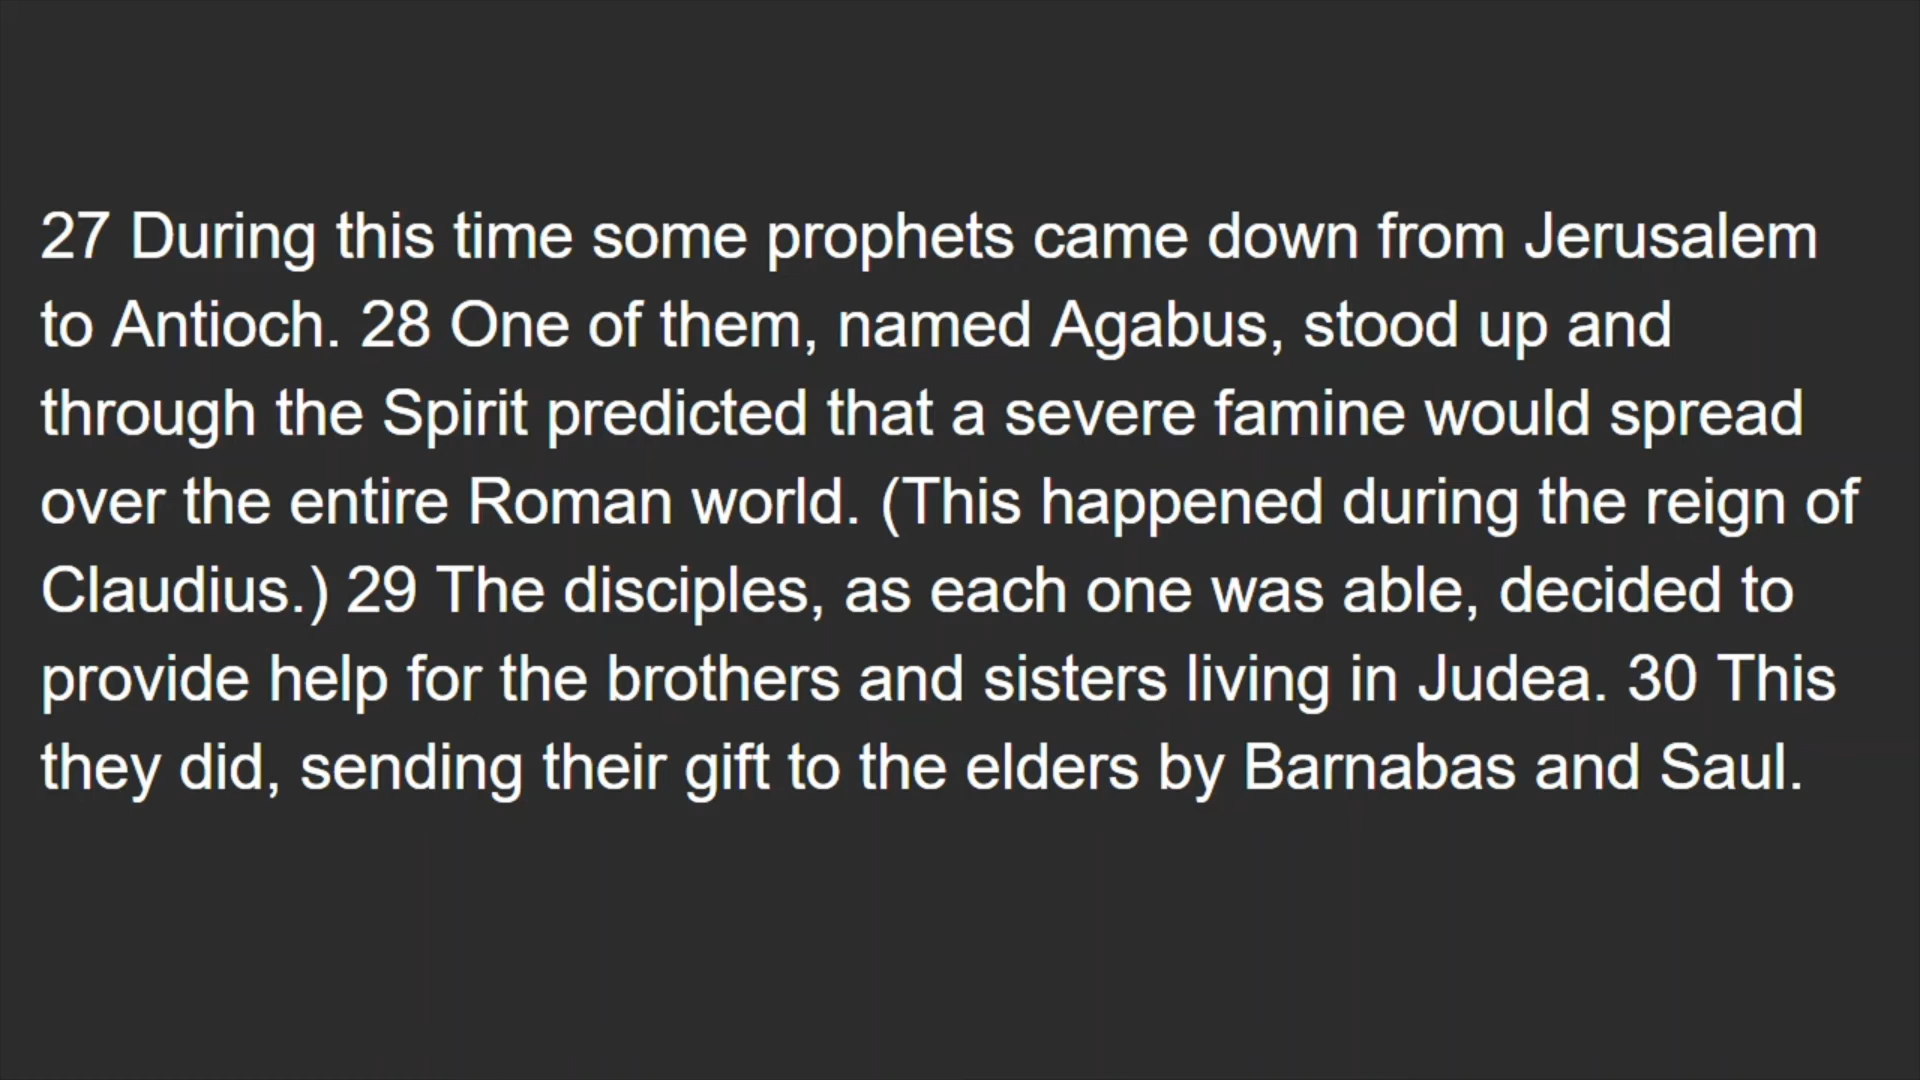 27 During this time some prophets came down from Jerusalem
to Antioch. 28 One of them, named Agabus, stood up and
through the Spirit predicted that a severe famine would spread
over the entire Roman world. (This happened during the reign of
Claudius.) 29 The disciples, as each one was able, decided to
provide help for the brothers and sisters living in Judea. 30 This
they did, sending their gift to the elders by Barnabas and Saul.